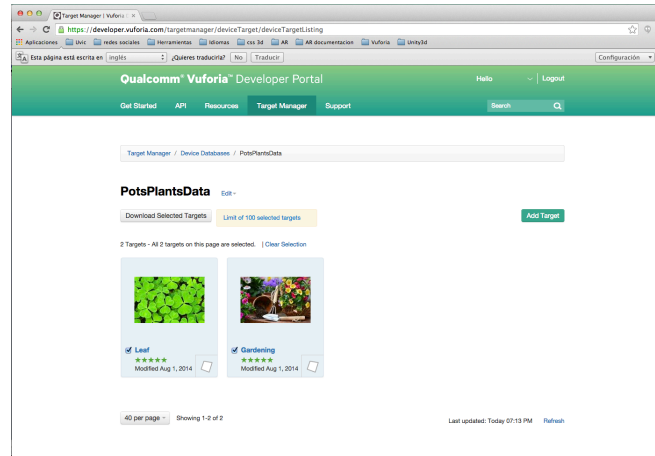 Target Manager | Vuforia D
https://developer.vuforia.com/targetmanager/deviceTarget/deviceTargetListing
Aplicaciones Uvic redes sociales Herramientas Idiomas css 3d AR AR documentacion Vuforia Unity3d
Esta página está escrita en inglés ¿Quieres traducirla? No Traducir Configuración
Qualcomm® Vuforia™ Developer Portal Hello | Logout
Get Started API Resources Target Manager Support Search
Target Manager / Device Databases / PotsPlantsData
PotsPlantsData Edit
Download Selected Targets Limit of 100 selected targets Add Target
2 Targets - All 2 targets on this page are selected. | Clear Selection
Leaf Gardening
Modified Aug 1, 2014 Modified Aug 1, 2014
40 per page Showing 1-2 of 2 Last updated: Today 07:13 PM Refresh